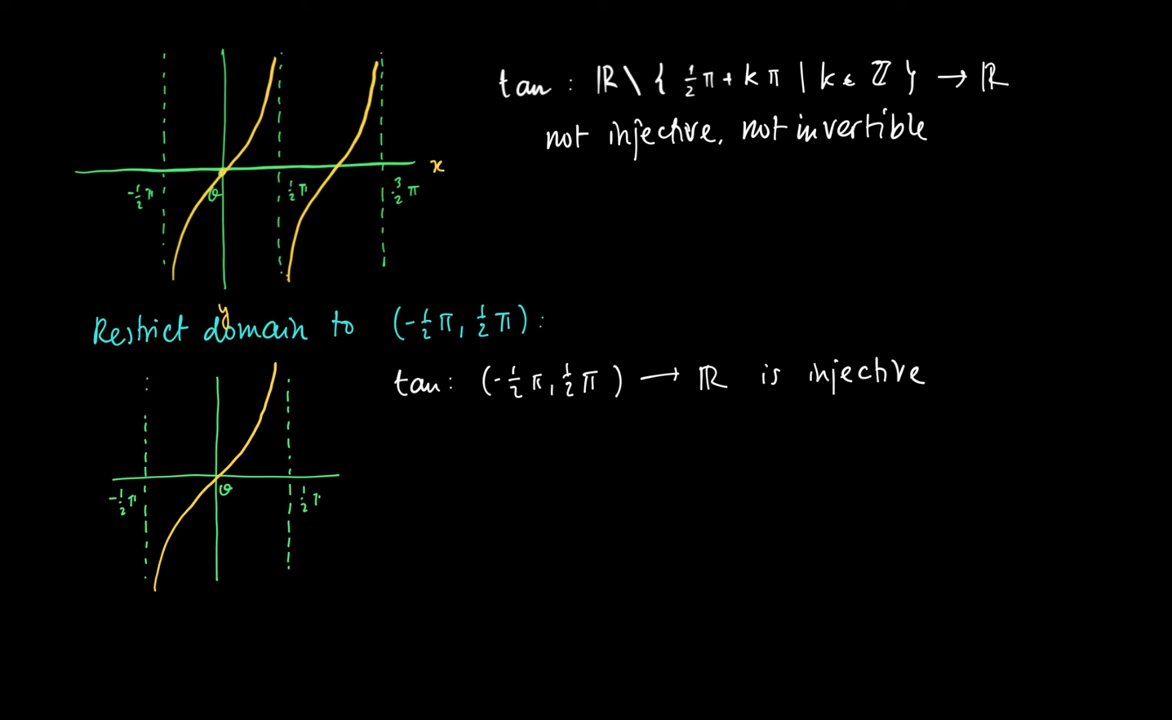 tan : ℝ \ { ½π + kπ | k ∈ ℤ } → ℝ
not injective, not invertible
x
-½π 0 ½π 3/2 π
y
Restrict domain to (-½π, ½π) :
tan : (-½π, ½π) → ℝ is injective
-½π 0 ½π